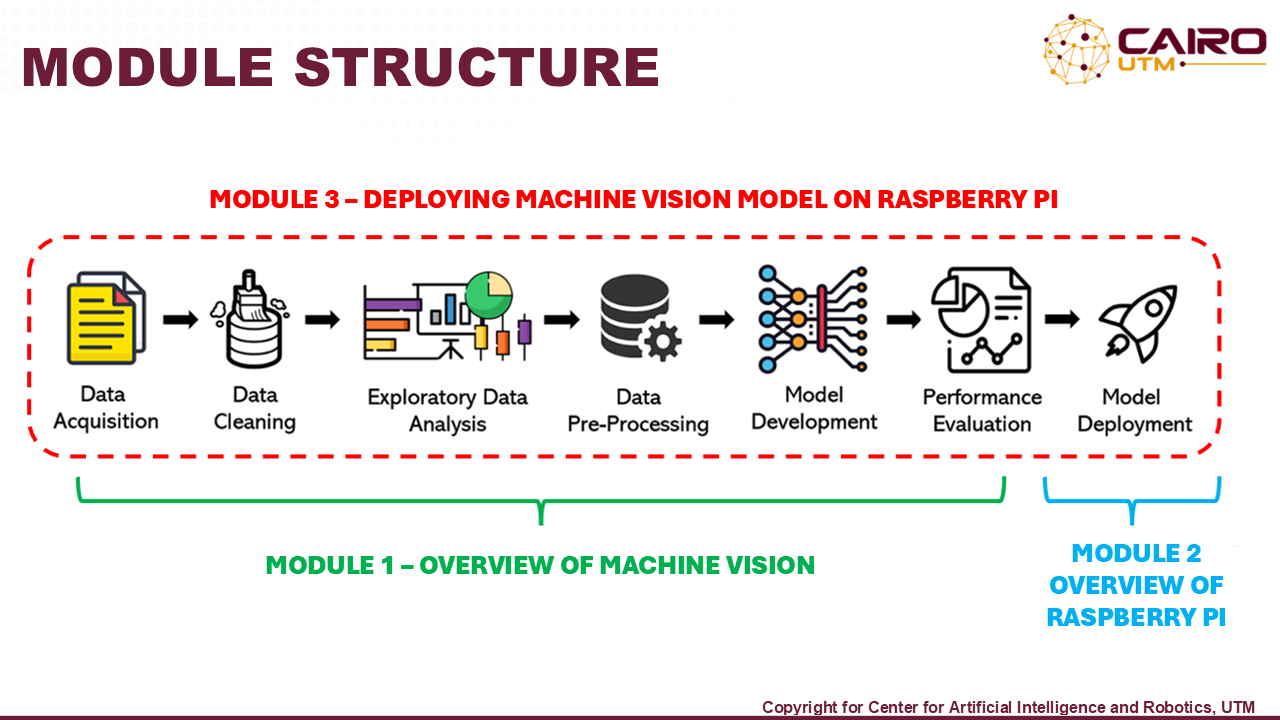 MODULE STRUCTURE
CAIRO
UTM
MODULE 3 – DEPLOYING MACHINE VISION MODEL ON RASPBERRY PI
Data
Acquisition
Data
Cleaning
Exploratory Data
Analysis
Data
Pre-Processing
Model
Development
Performance
Evaluation
Model
Deployment
MODULE 1 – OVERVIEW OF MACHINE VISION
MODULE 2
OVERVIEW OF
RASPBERRY PI
Copyright for Center for Artificial Intelligence and Robotics, UTM